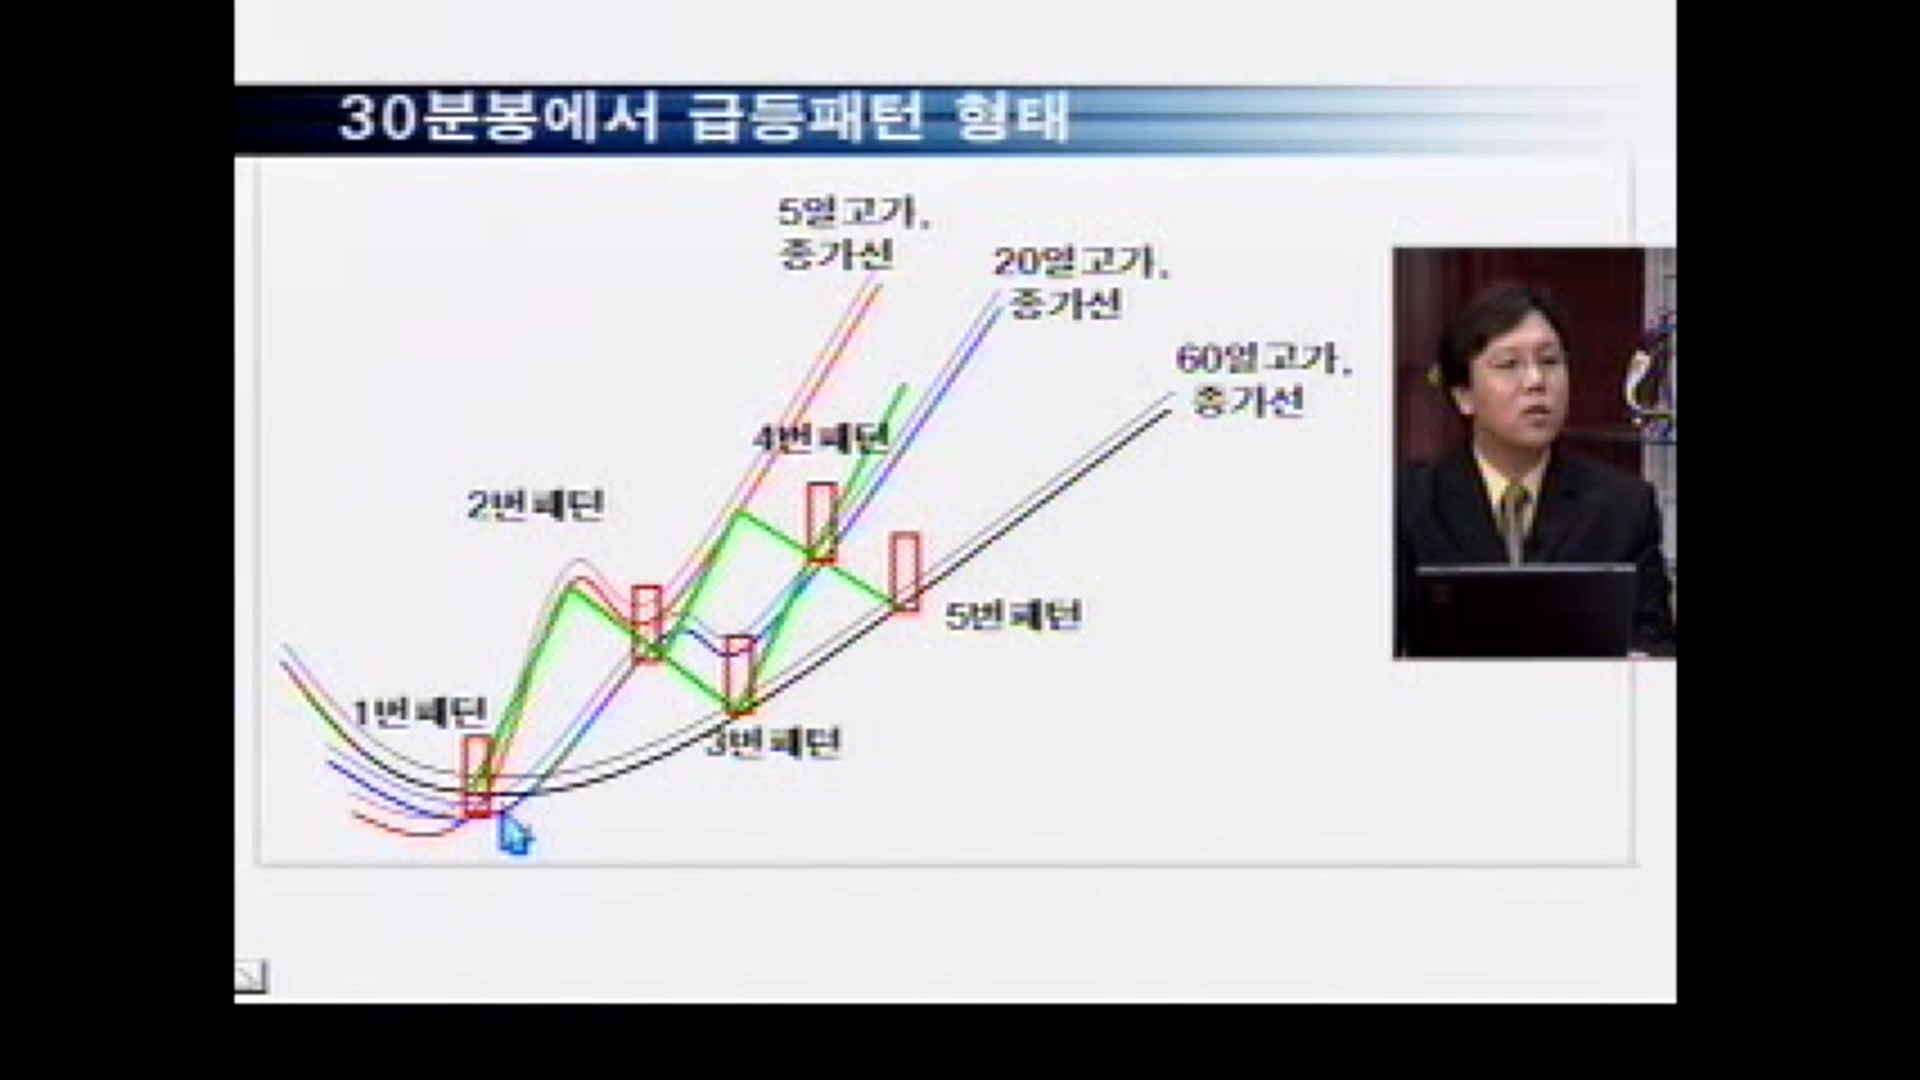 30분봉에서 급등패턴 형태
5일고가,
종가선
20일고가,
종가선
60일고가,
종가선
4번패턴
2번패턴
5번패턴
1번패턴
3번패턴